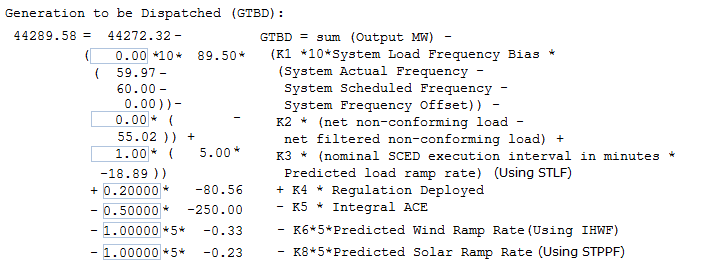 Generation to be Dispatched (GTBD):
44289.58 = 44272.32 - GTBD = sum (Output MW) -
( 0.00 *10* 89.50* (K1 *10*System Load Frequency Bias *
( 59.97 - (System Actual Frequency -
60.00 - System Scheduled Frequency -
0.00)) - System Frequency Offset)) -
0.00 * ( - K2 * (net non-conforming load -
55.02 )) + net filtered non-conforming load) +
1.00 * ( 5.00* K3 * (nominal SCED execution interval in minutes *
-18.89 )) Predicted load ramp rate) (Using STLF)
+ 0.20000 * -80.56 + K4 * Regulation Deployed
- 0.50000 * -250.00 - K5 * Integral ACE
- 1.00000 *5* -0.33 - K6*5*Predicted Wind Ramp Rate (Using IHWF)
- 1.00000 *5* -0.23 - K8*5*Predicted Solar Ramp Rate (Using STPPF)